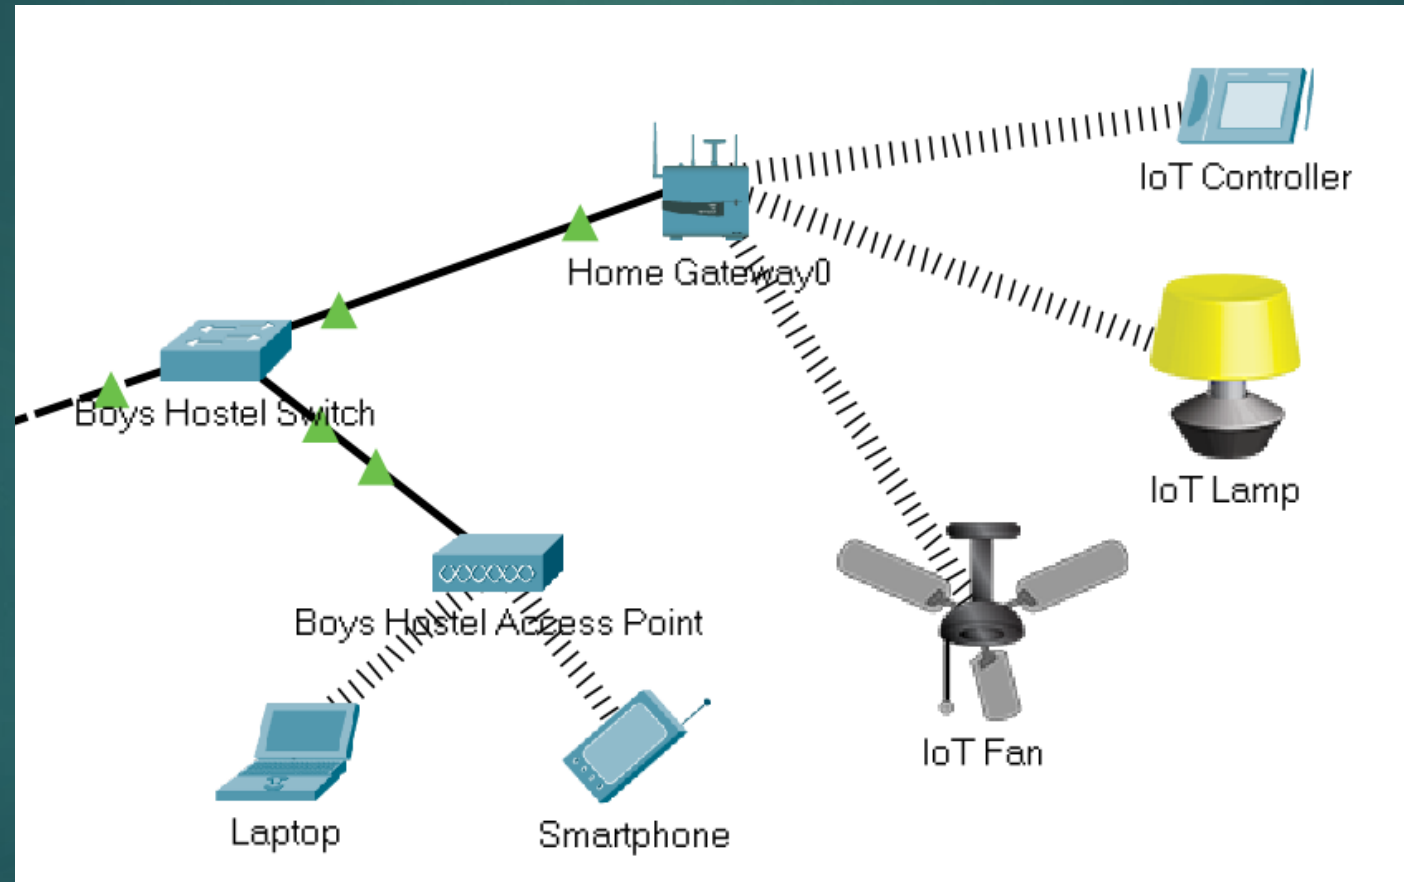 IoT Controller
Home Gateway0
Boys Hostel Switch
IoT Lamp
Boys Hostel Access Point
IoT Fan
Laptop
Smartphone